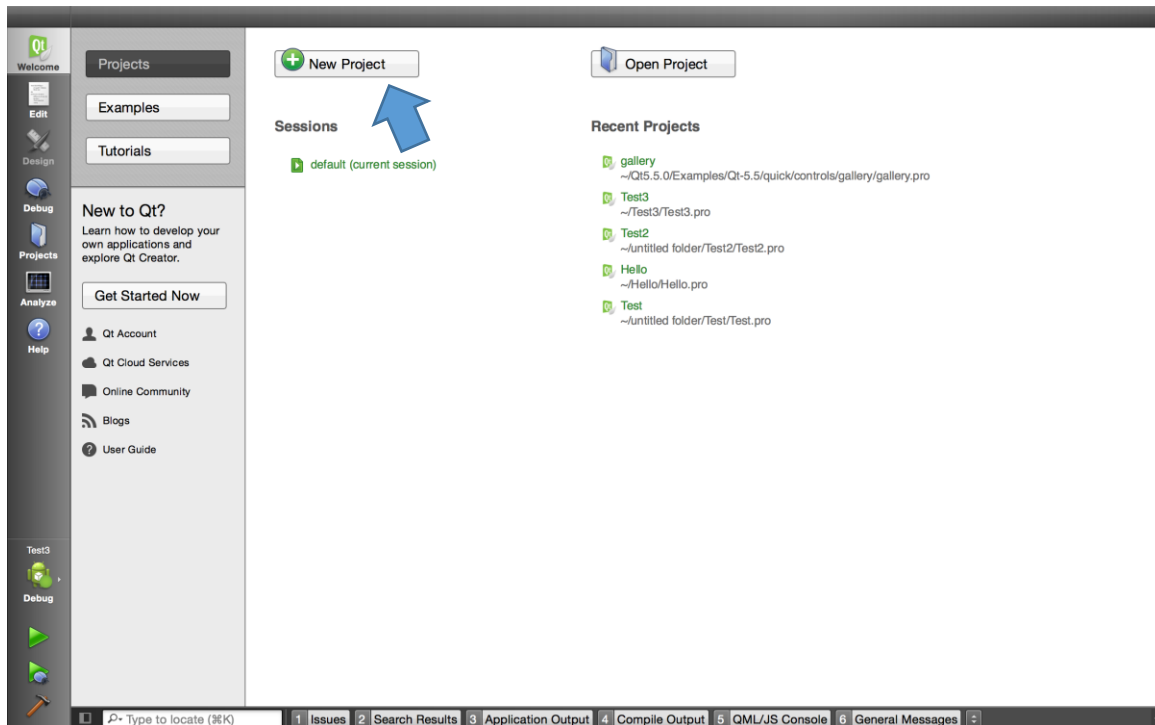 Qt
Welcome
Edit
Design
Debug
Projects
Analyze
Help
Test3
Debug
Projects
Examples
Tutorials
New to Qt?
Learn how to develop your
own applications and
explore Qt Creator.
Get Started Now
Qt Account
Qt Cloud Services
Online Community
Blogs
User Guide
New Project
Sessions
default (current session)
Open Project
Recent Projects
gallery
~/Qt5.5.0/Examples/Qt-5.5/quick/controls/gallery/gallery.pro
Test3
~/Test3/Test3.pro
Test2
~/untitled folder/Test2/Test2.pro
Hello
~/Hello/Hello.pro
Test
~/untitled folder/Test/Test.pro
Type to locate (⌘K) 1 Issues 2 Search Results 3 Application Output 4 Compile Output 5 QML/JS Console 6 General Messages